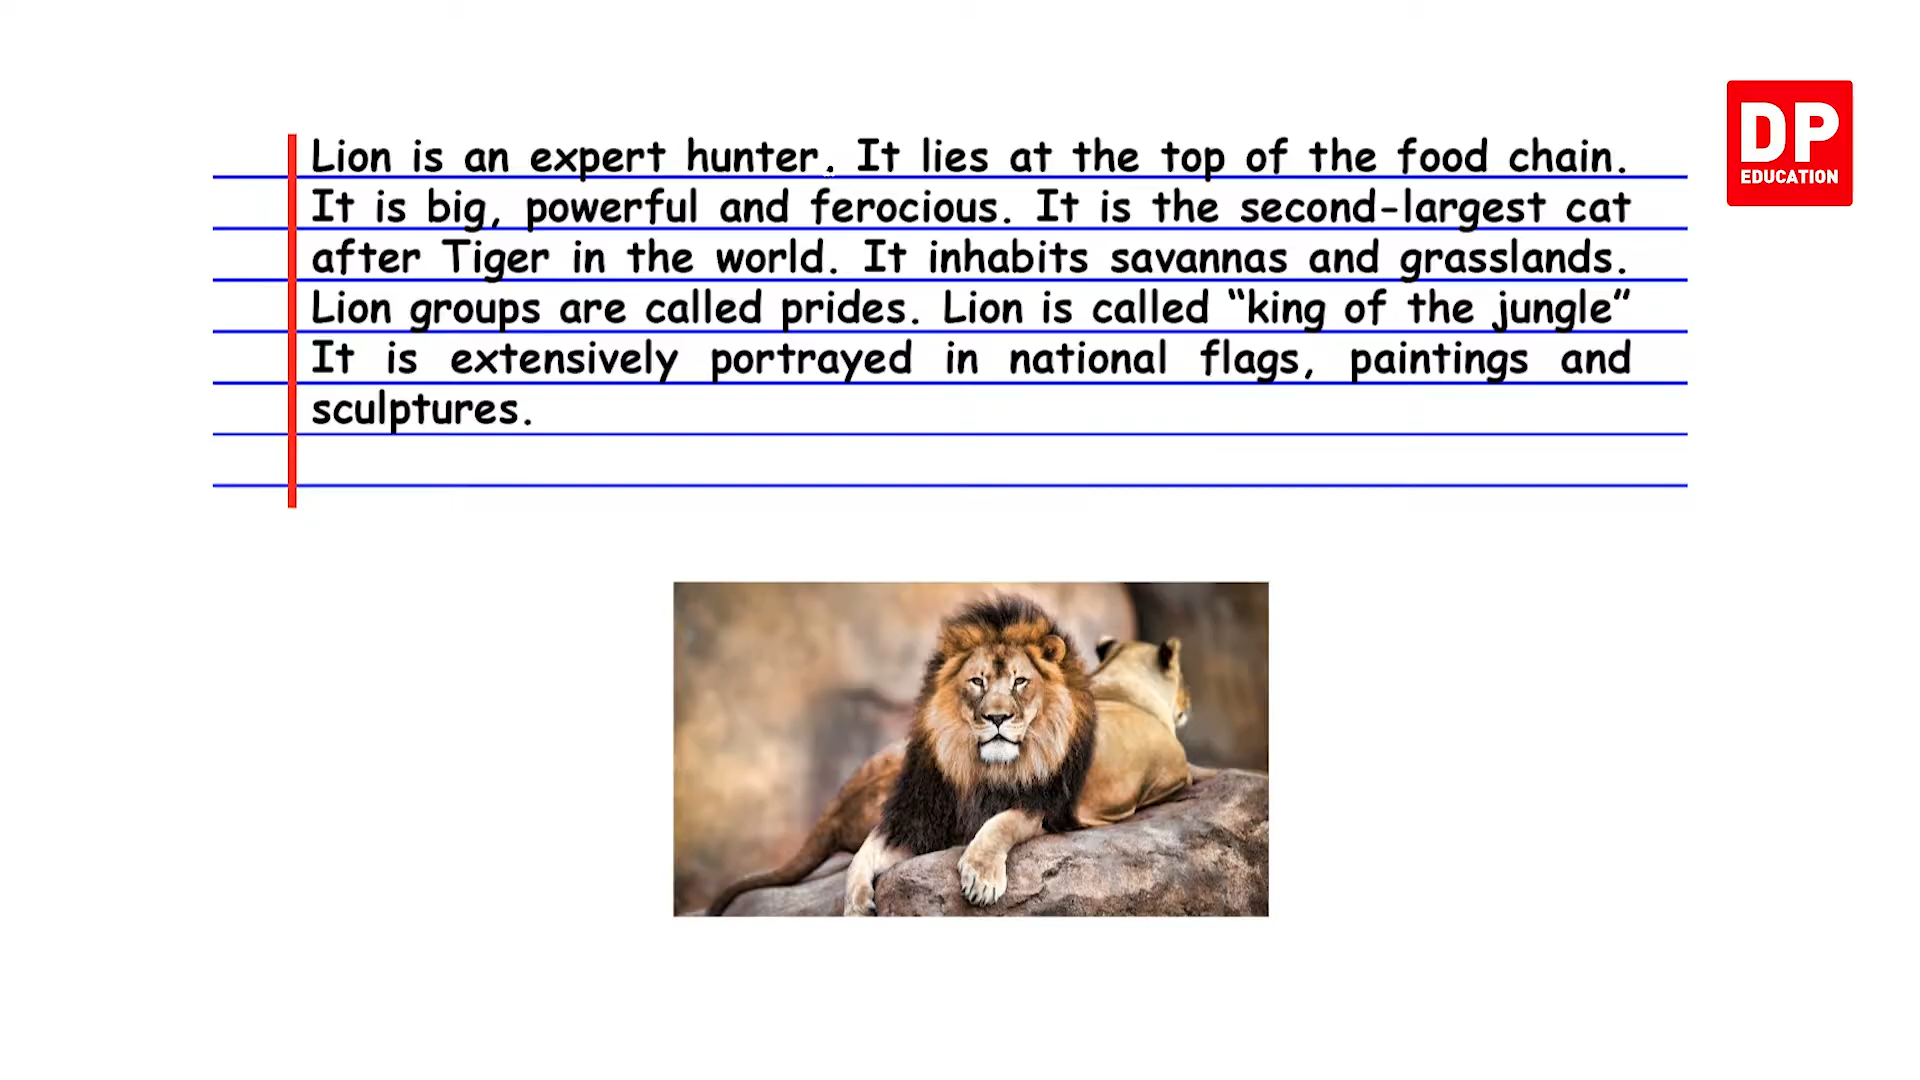 Lion is an expert hunter. It lies at the top of the food chain.
It is big, powerful and ferocious. It is the second-largest cat
after Tiger in the world. It inhabits savannas and grasslands.
Lion groups are called prides. Lion is called “king of the jungle”
It is extensively portrayed in national flags, paintings and
sculptures.
DP
EDUCATION